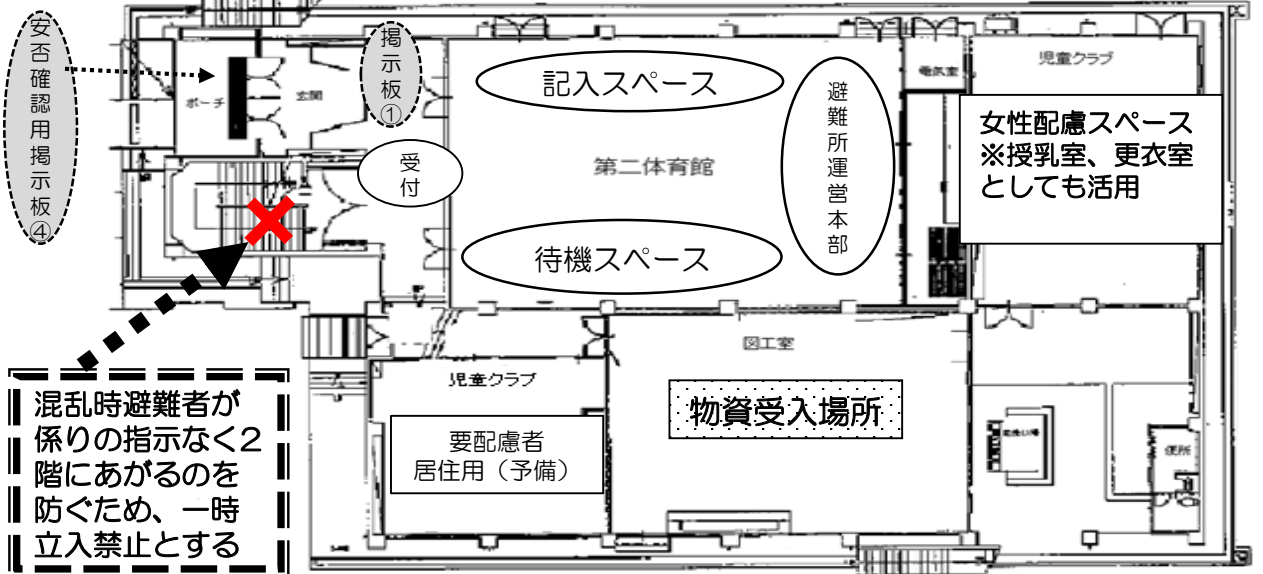 安否確認用掲示板④
ポーチ
玄関
掲示板①
受付
記入スペース
第二体育館
待機スペース
避難所運営本部
電気室
児童クラブ
女性配慮スペース
※授乳室、更衣室
としても活用
混乱時避難者が
係りの指示なく2
階にあがるのを
防ぐため、一時
立入禁止とする
児童クラブ
要配慮者
居住用（予備）
図工室
物資受入場所
便所